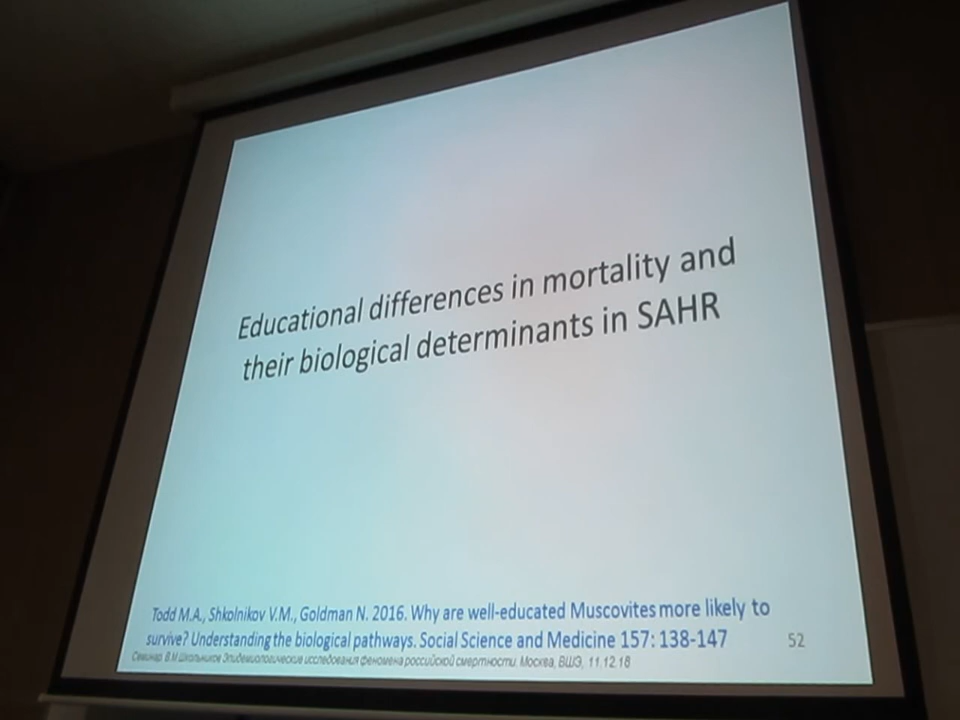 Educational differences in mortality and
their biological determinants in SAHR
Todd M.A., Shkolnikov V.M., Goldman N. 2016. Why are well-educated Muscovites more likely to
survive? Understanding the biological pathways. Social Science and Medicine 157: 138-147
52
Семинар. В.М.Школьников Эпидемиологические исследования феномена российской смертности. Москва, ВШЭ, 11.12.18